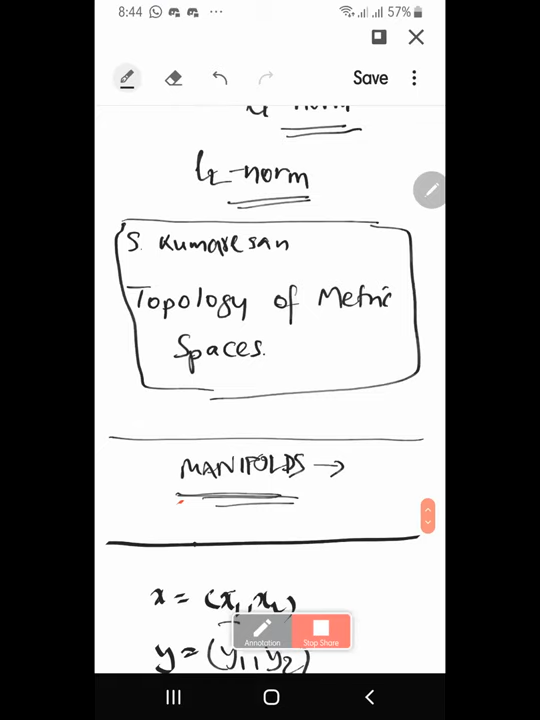 8:44 57%
Save
norm
l₂-norm
S. Kumaresan
Topology of Metric
Spaces.
MANIFOLDS →
x = (x₁, x₂)
y = (y₁, y₂)
Annotation Stop Share